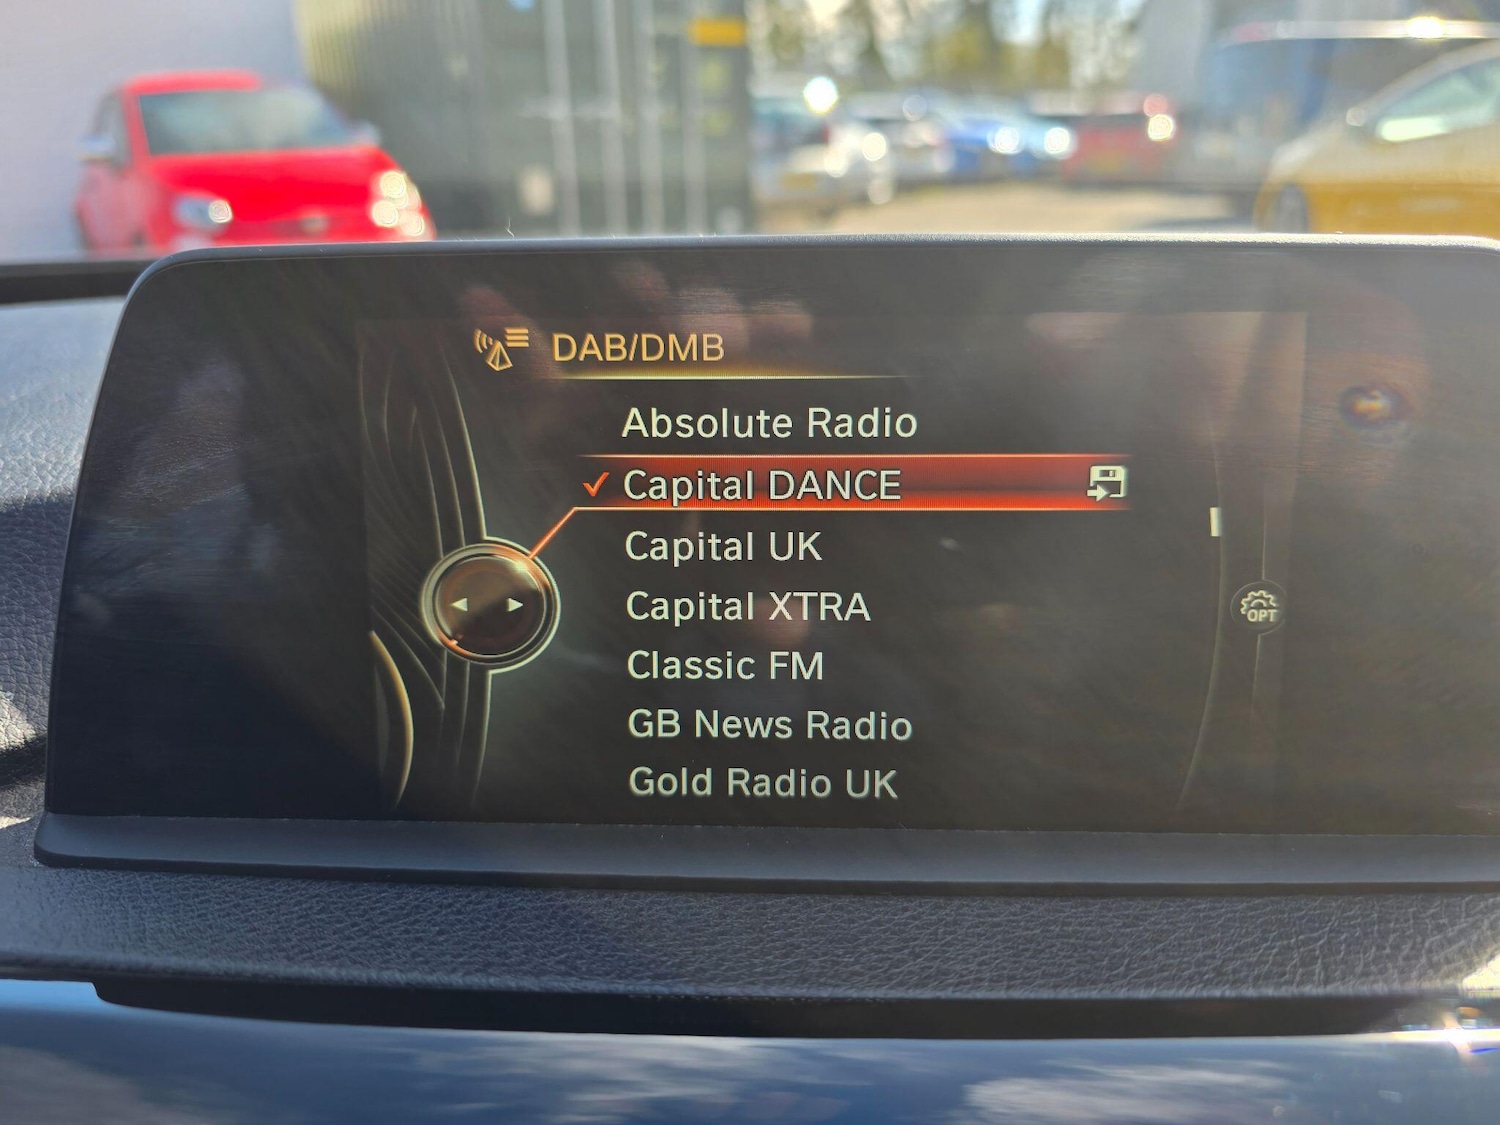 DAB/DMB
Absolute Radio
Capital DANCE
Capital UK
Capital XTRA
OPT
Classic FM
GB News Radio
Gold Radio UK